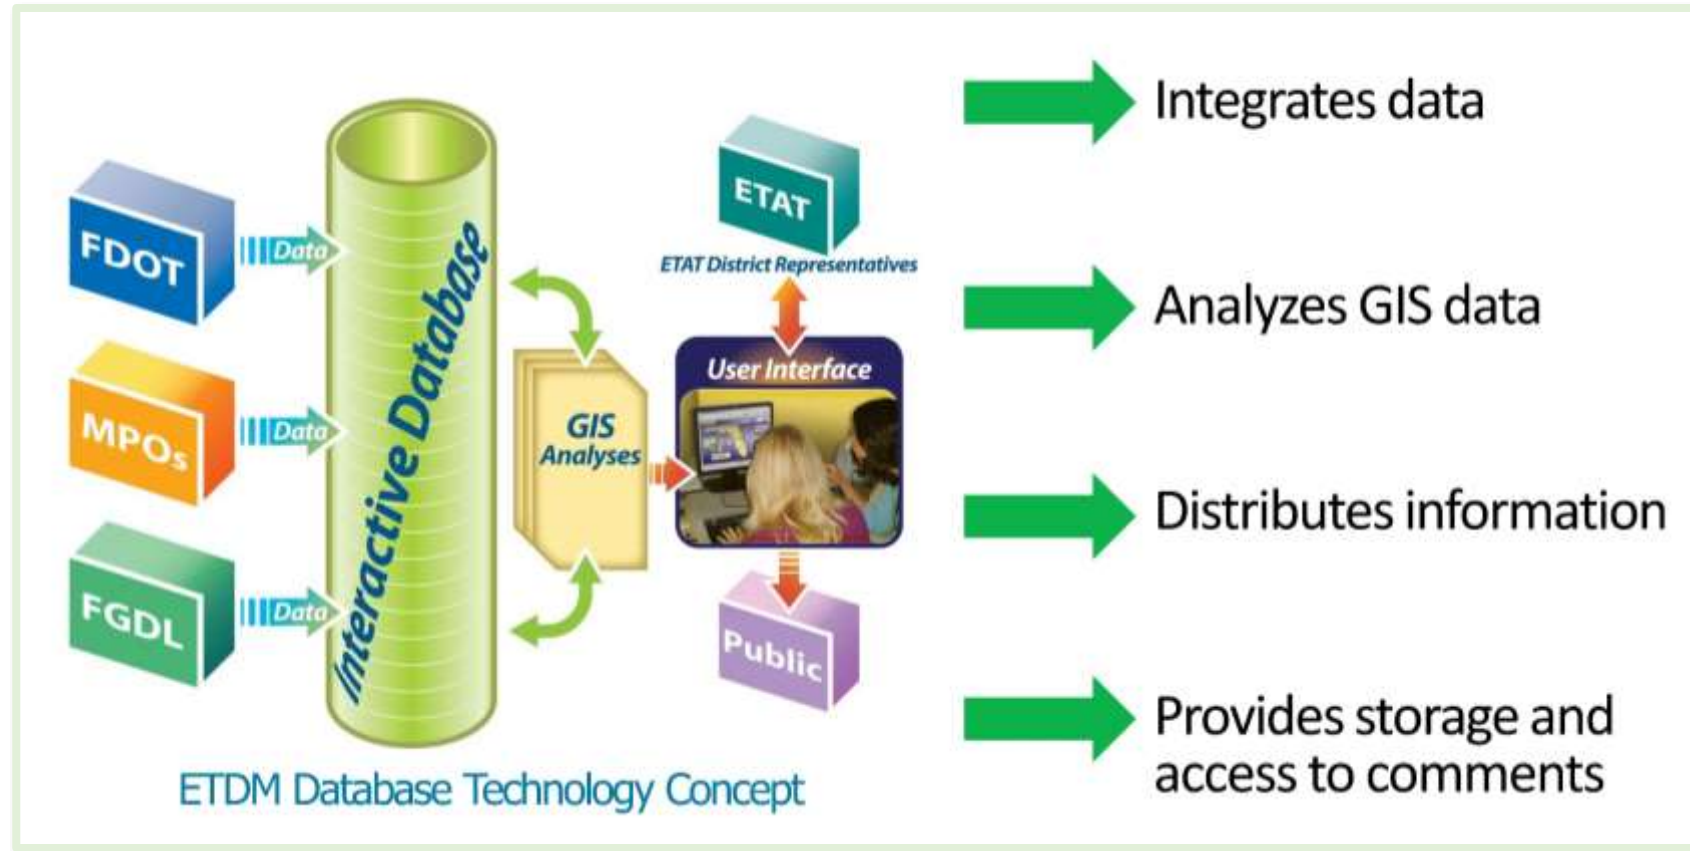 FDOT
Data
MPOs
Data
FGDL
Data
Interactive Database
GIS
Analyses
ETAT
ETAT District Representatives
User Interface
Public
ETDM Database Technology Concept
Integrates data
Analyzes GIS data
Distributes information
Provides storage and
access to comments